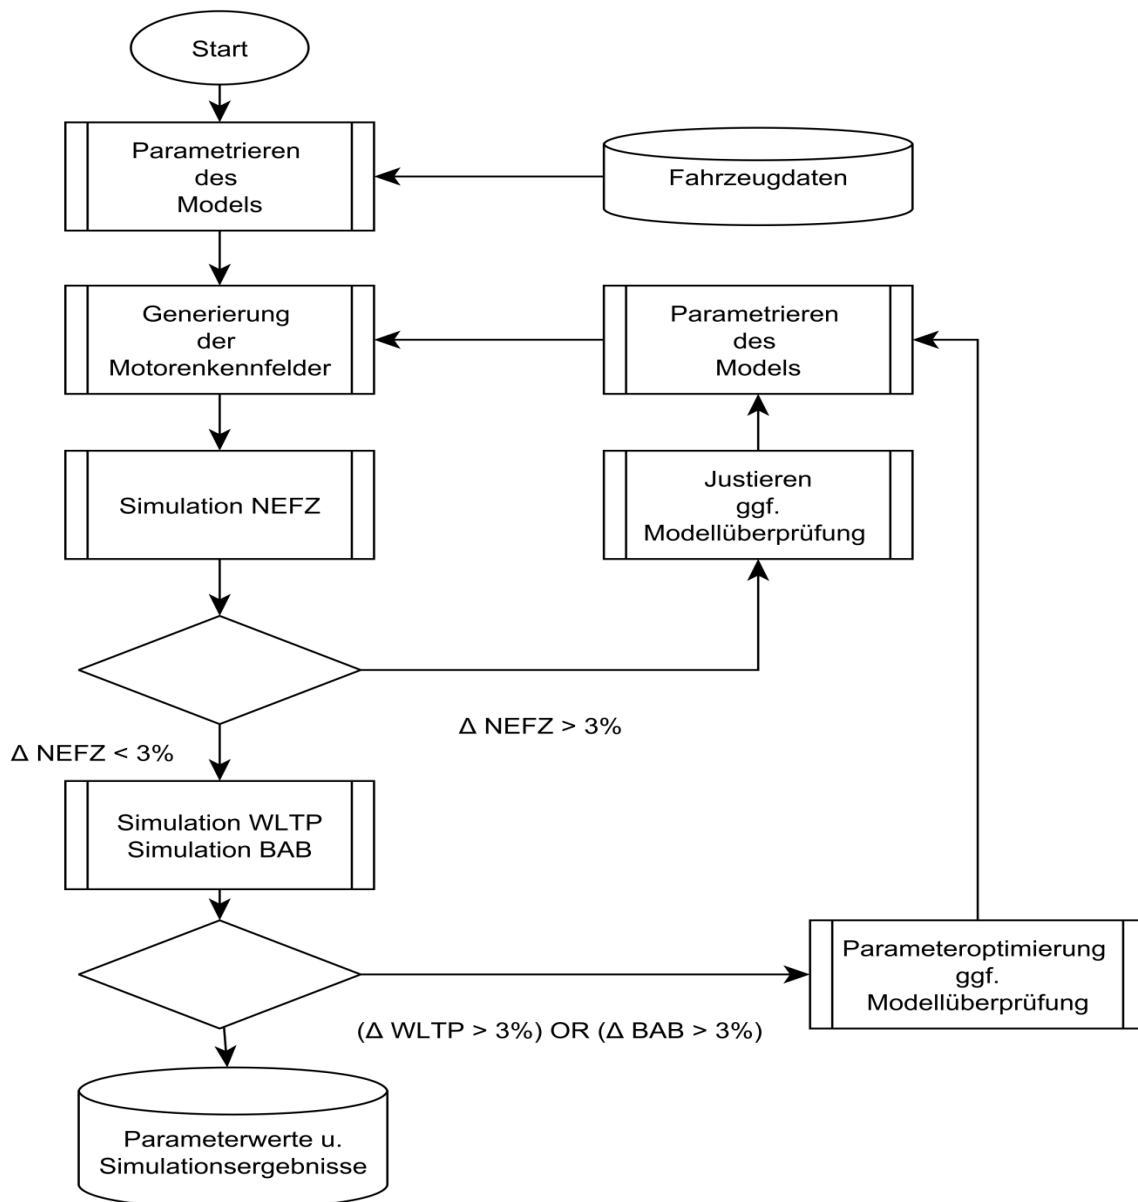 Start
Parametrieren
des
Models
Fahrzeugdaten
Generierung
der
Motorenkennfelder
Parametrieren
des
Models
Simulation NEFZ
Justieren
ggf.
Modellüberprüfung
Δ NEFZ > 3%
Δ NEFZ < 3%
Simulation WLTP
Simulation BAB
Parameteroptimierung
ggf.
Modellüberprüfung
(Δ WLTP > 3%) OR (Δ BAB > 3%)
Parameterwerte u.
Simulationsergebnisse